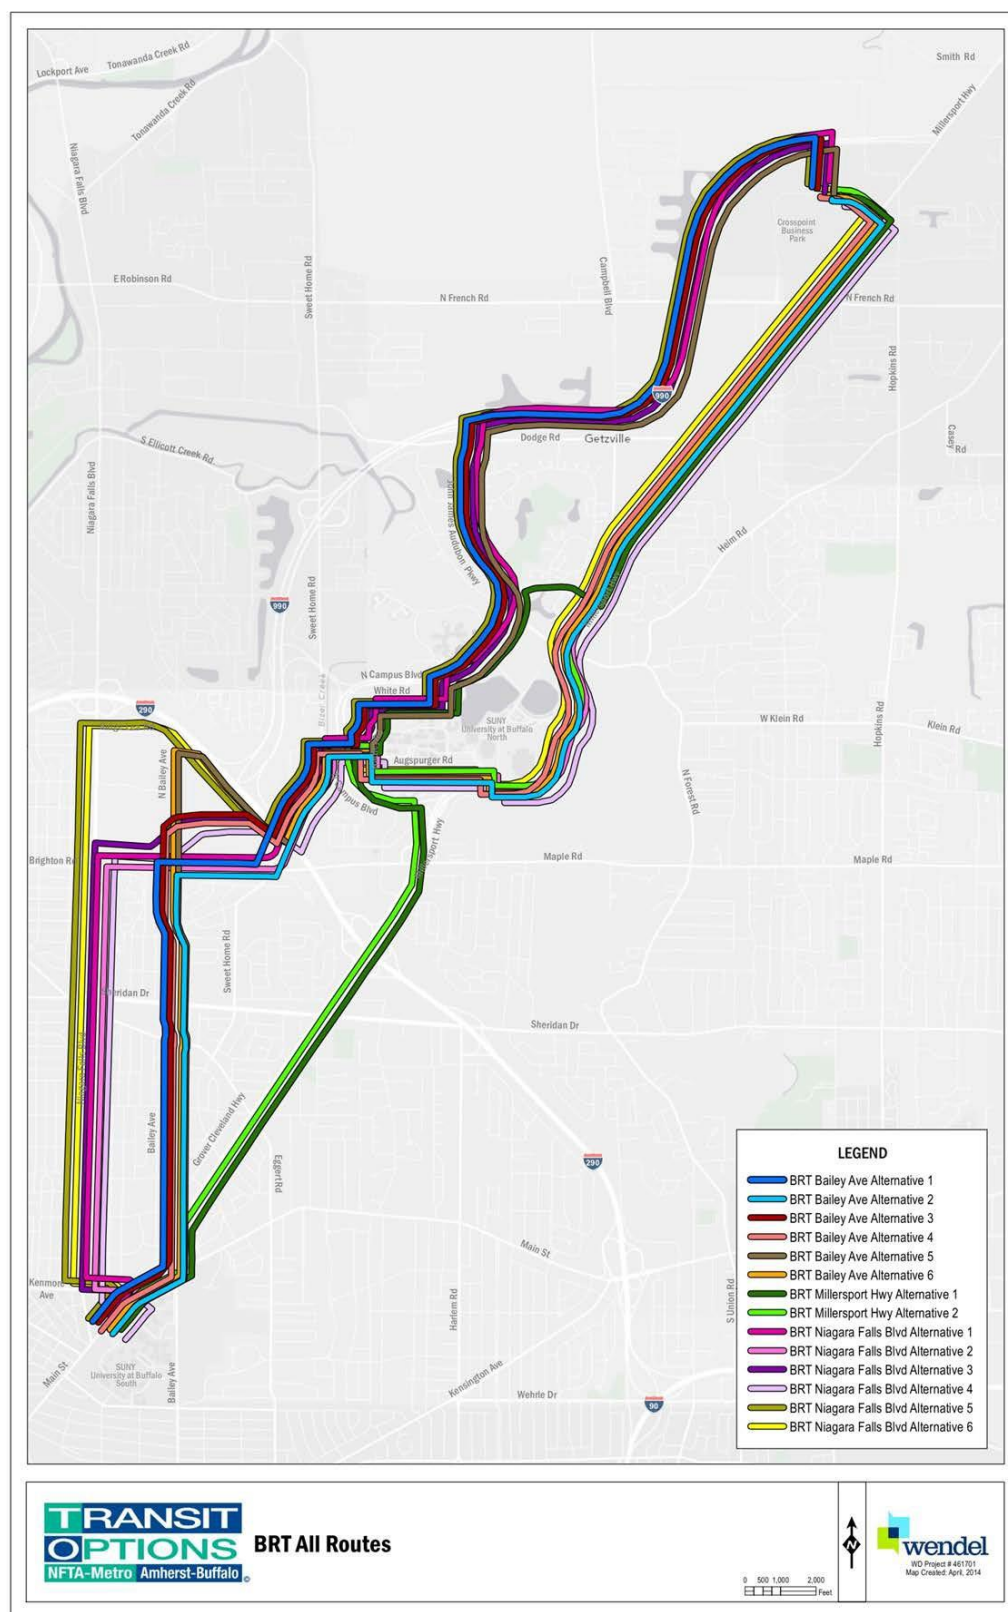 Smith Rd
Tonawanda Creek Rd
Lockport Ave
Millersport Hwy
Tonawanda Creek Rd
Niagara Falls Blvd
Crosspoint
Business
Park
Sweet Home Rd
Campbell Blvd
E Robinson Rd
N French Rd
N French Rd
Hopkins Rd
990
Dodge Rd
Getzville
Casey
Rd
S Ellicott Creek Rd
Niagara Falls Blvd
John James Audubon Pkwy
Heim Rd
990
Sweet Home Rd
N Campus Blvd
White Rd
Bizer Creek
290
SUNY
University at Buffalo
North
W Klein Rd
Klein Rd
Hopkins Rd
N Bailey Ave
Augspurger Rd
N Forest Rd
Millersport Hwy
Brighton Rd
Maple Rd
Maple Rd
Sweet Home Rd
Sheridan Dr
Sheridan Dr
Bailey Ave
Grover Cleveland Hwy
Eggert Rd
290
Main St
Kenmore
Ave
Harlem Rd
S Union Rd
Main St
SUNY
University at Buffalo
South
Bailey Ave
Kensington Ave
Wehrle Dr
90
LEGEND
BRT Bailey Ave Alternative 1
BRT Bailey Ave Alternative 2
BRT Bailey Ave Alternative 3
BRT Bailey Ave Alternative 4
BRT Bailey Ave Alternative 5
BRT Bailey Ave Alternative 6
BRT Millersport Hwy Alternative 1
BRT Millersport Hwy Alternative 2
BRT Niagara Falls Blvd Alternative 1
BRT Niagara Falls Blvd Alternative 2
BRT Niagara Falls Blvd Alternative 3
BRT Niagara Falls Blvd Alternative 4
BRT Niagara Falls Blvd Alternative 5
BRT Niagara Falls Blvd Alternative 6
TRANSIT
OPTIONS
NFTA-Metro Amherst-Buffalo ©
BRT All Routes
0 500 1,000 2,000
Feet
N
wendel
WD Project # 461701
Map Created: April, 2014